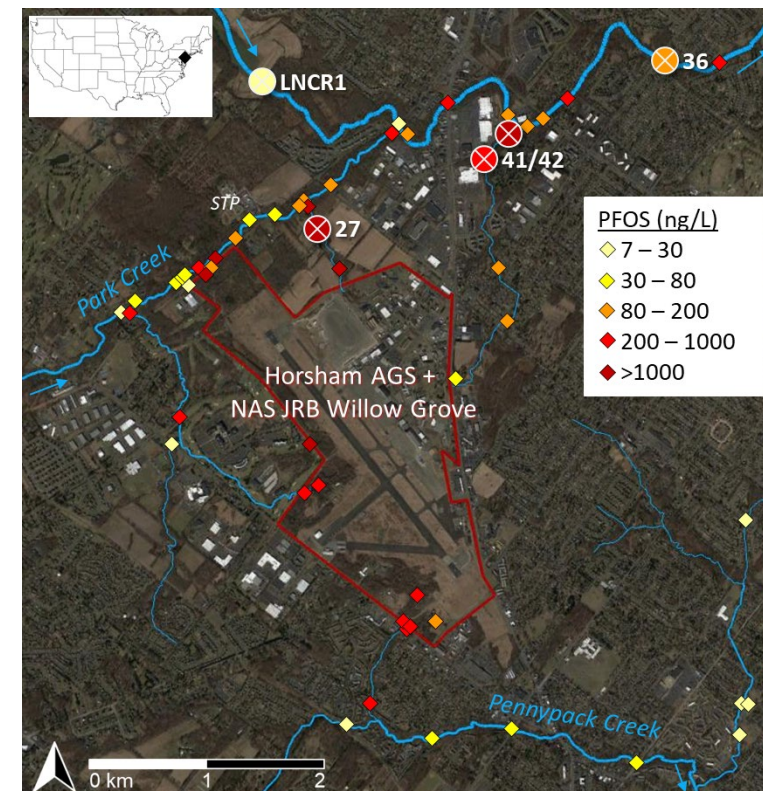 LNCR1
36
41/42
STP
27
PFOS (ng/L)
7 – 30
30 – 80
80 – 200
200 – 1000
>1000
Park Creek
Horsham AGS +
NAS JRB Willow Grove
Pennypack Creek
0 km 1 2